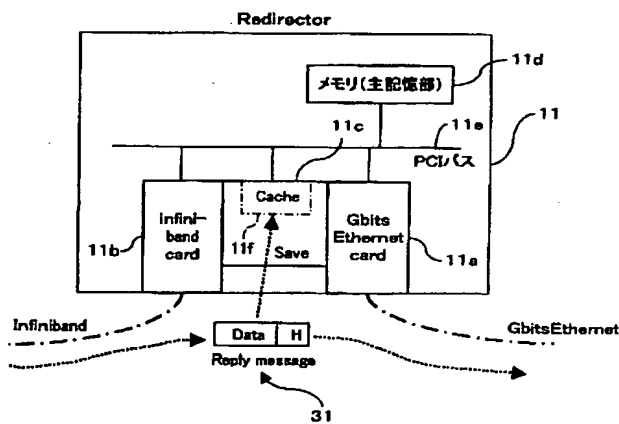 Redirector
メモリ(主記憶部)
11d
11c
11e
11
PCIバス
Cache
Infini-
band
card
11b
11f
Save
Gbits
Ethernet
card
11a
Infiniband
Data H
Reply message
GbitsEthernet
31